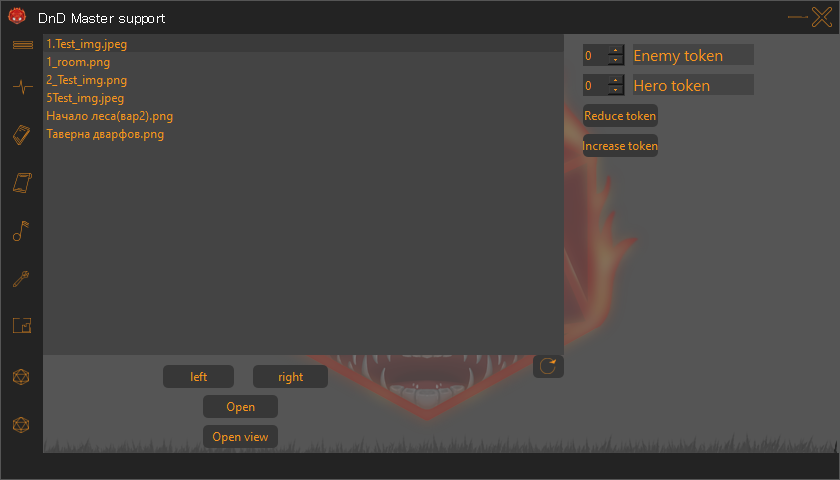 DnD Master support
1.Test_img.jpeg
1_room.png
2_Test_img.png
5Test_img.jpeg
Начало леса(вар2).png
Таверна дварфов.png
0 Enemy token
0 Hero token
Reduce token
Increase token
left right
Open
Open view